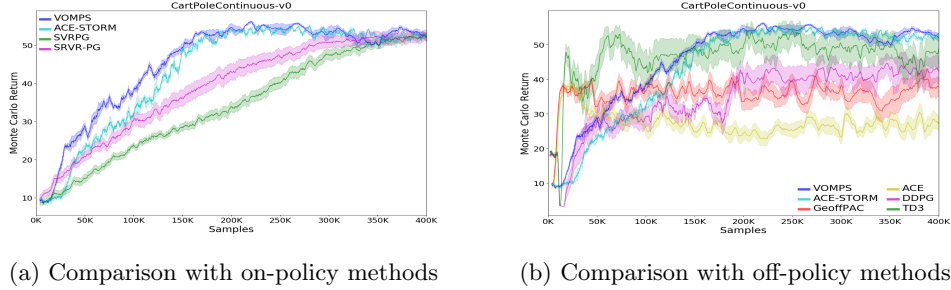 CartPoleContinuous-v0
VOMPS
ACE-STORM
SVRPG
SRVR-PG
Monte Carlo Return
50
40
30
20
10
0K 50K 100K 150K 200K 250K 300K 350K 400K
Samples
(a) Comparison with on-policy methods
CartPoleContinuous-v0
Monte Carlo Return
50
40
30
20
10
VOMPS ACE
ACE-STORM DDPG
GeoffPAC TD3
0K 50K 100K 150K 200K 250K 300K 350K 400K
Samples
(b) Comparison with off-policy methods